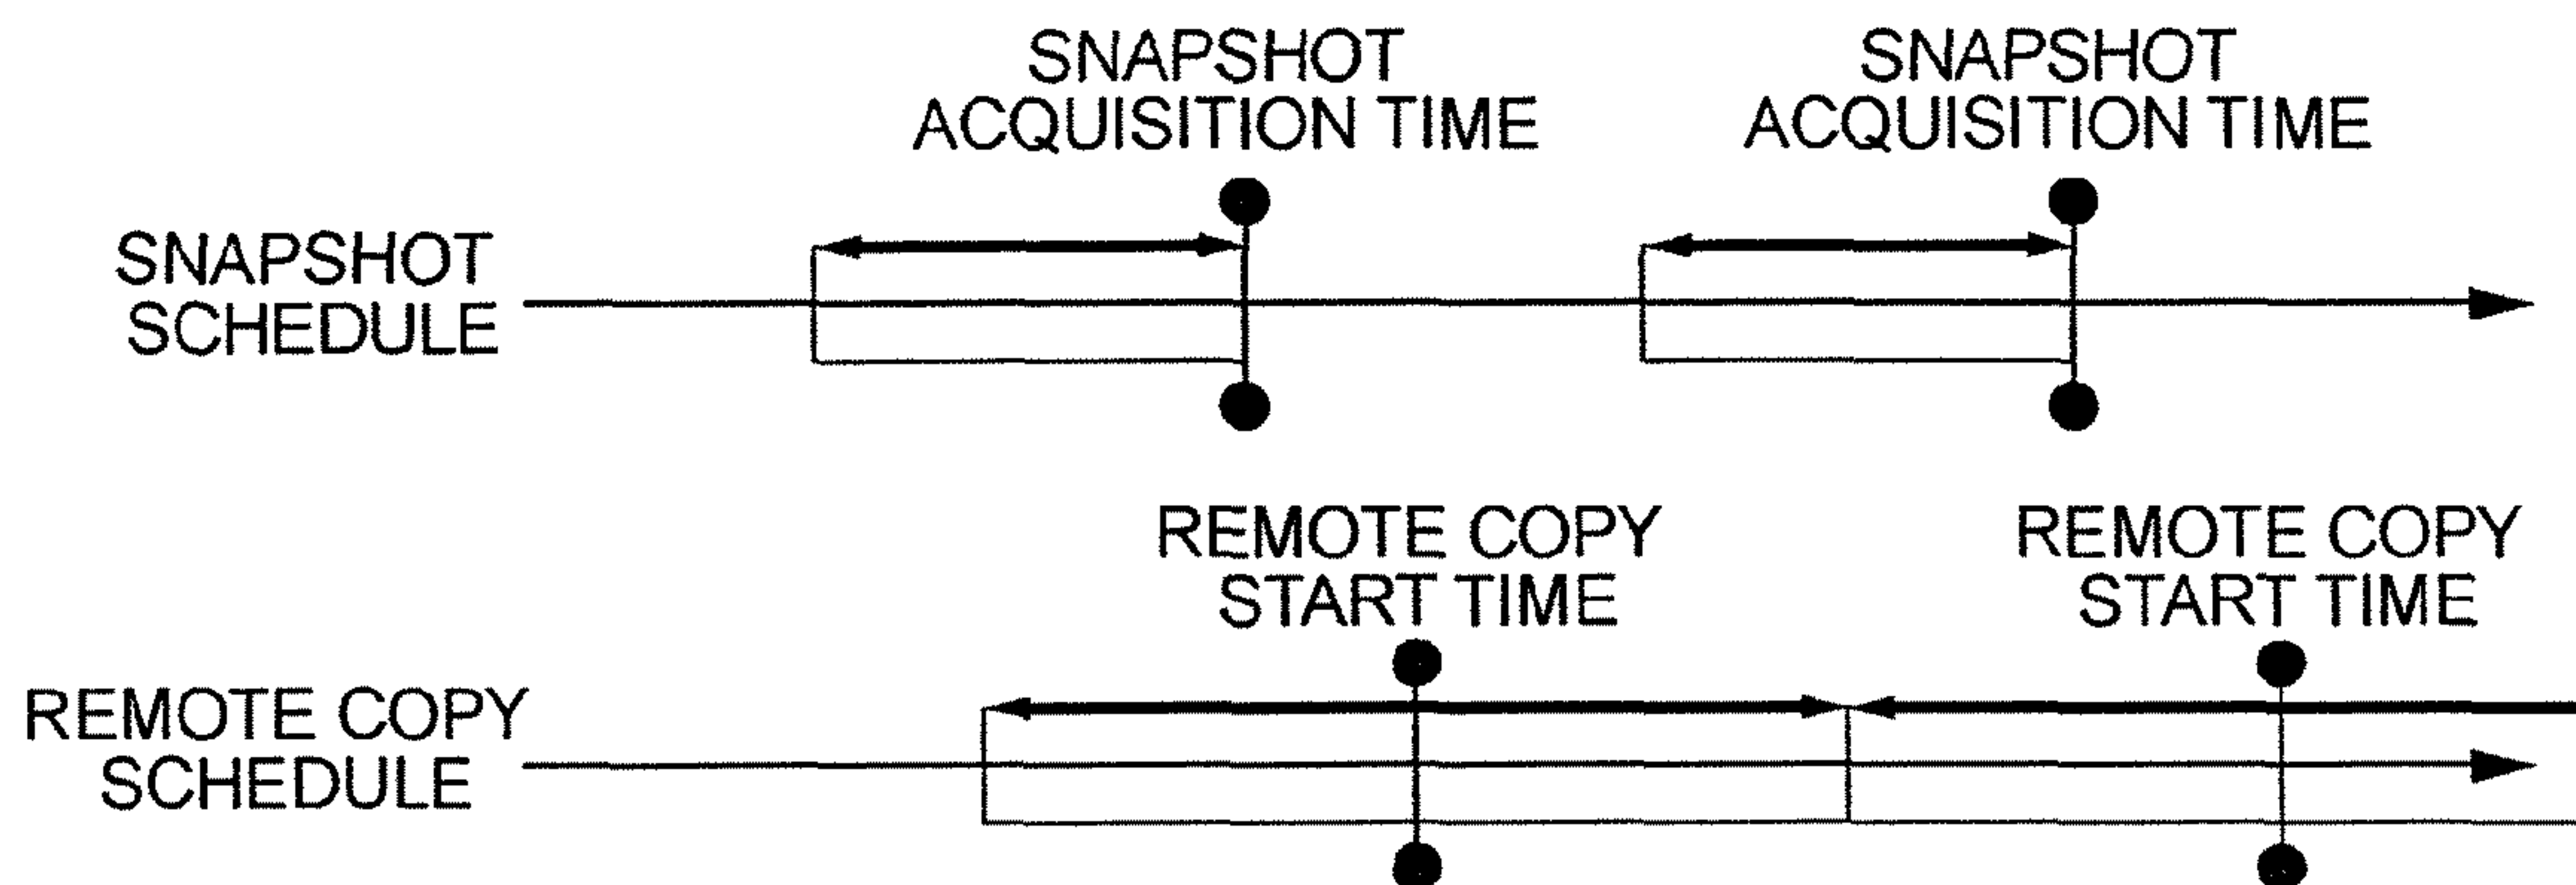 SNAPSHOT
ACQUISITION TIME
SNAPSHOT
ACQUISITION TIME
SNAPSHOT
SCHEDULE
REMOTE COPY
START TIME
REMOTE COPY
START TIME
REMOTE COPY
SCHEDULE